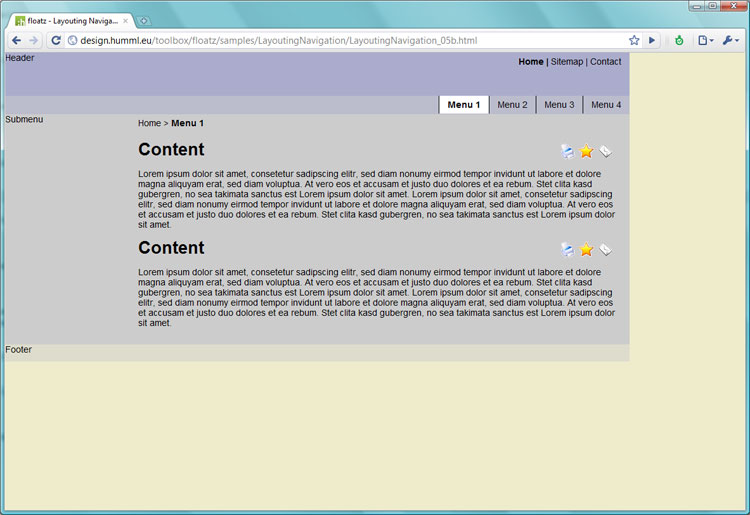 floatz - Layouting Naviga...
design.humml.eu/toolbox/floatz/samples/LayoutingNavigation/LayoutingNavigation_05b.html
Header
Home | Sitemap | Contact
Menu 1 Menu 2 Menu 3 Menu 4
Submenu
Home > Menu 1
Content
Lorem ipsum dolor sit amet, consetetur sadipscing elitr, sed diam nonumy eirmod tempor invidunt ut labore et dolore
magna aliquyam erat, sed diam voluptua. At vero eos et accusam et justo duo dolores et ea rebum. Stet clita kasd
gubergren, no sea takimata sanctus est Lorem ipsum dolor sit amet. Lorem ipsum dolor sit amet, consetetur sadipscing
elitr, sed diam nonumy eirmod tempor invidunt ut labore et dolore magna aliquyam erat, sed diam voluptua. At vero eos
et accusam et justo duo dolores et ea rebum. Stet clita kasd gubergren, no sea takimata sanctus est Lorem ipsum dolor
sit amet.
Content
Lorem ipsum dolor sit amet, consetetur sadipscing elitr, sed diam nonumy eirmod tempor invidunt ut labore et dolore
magna aliquyam erat, sed diam voluptua. At vero eos et accusam et justo duo dolores et ea rebum. Stet clita kasd
gubergren, no sea takimata sanctus est Lorem ipsum dolor sit amet. Lorem ipsum dolor sit amet, consetetur sadipscing
elitr, sed diam nonumy eirmod tempor invidunt ut labore et dolore magna aliquyam erat, sed diam voluptua. At vero eos
et accusam et justo duo dolores et ea rebum. Stet clita kasd gubergren, no sea takimata sanctus est Lorem ipsum dolor
sit amet.
Footer